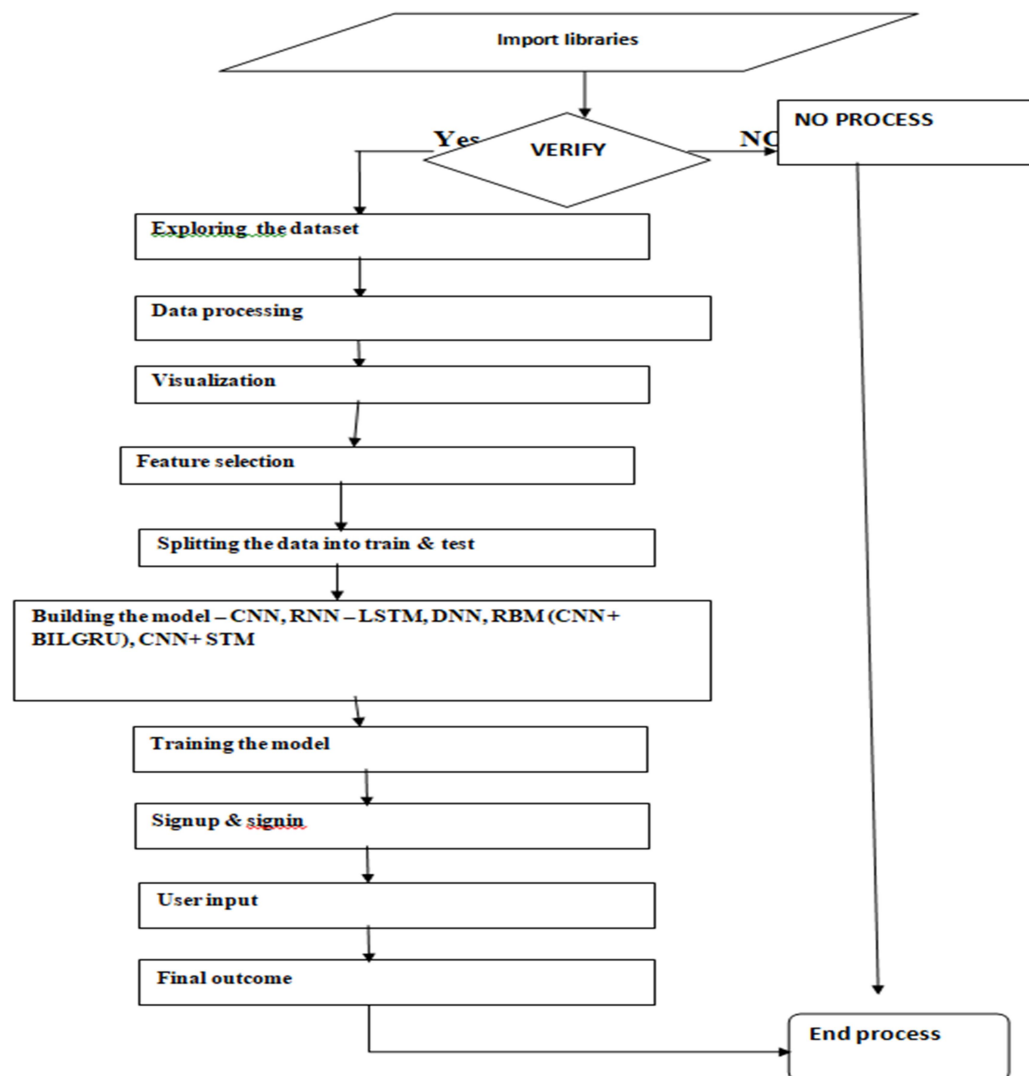 Import libraries
NO PROCESS
Yes
VERIFY
NO
Exploring the dataset
Data processing
Visualization
Feature selection
Splitting the data into train & test
Building the model – CNN, RNN – LSTM, DNN, RBM (CNN +
BILGRU), CNN+ STM
Training the model
Signup & signin
User input
Final outcome
End process